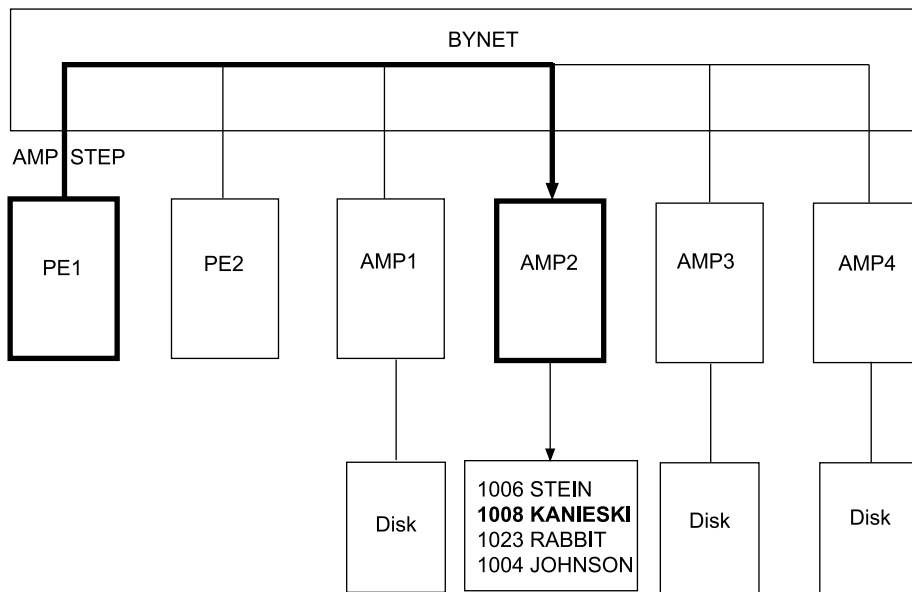 BYNET
AMP STEP
PE1
PE2
AMP1
AMP2
AMP3
AMP4
Disk
1006 STEIN
1008 KANIESKI
1023 RABBIT
1004 JOHNSON
Disk
Disk